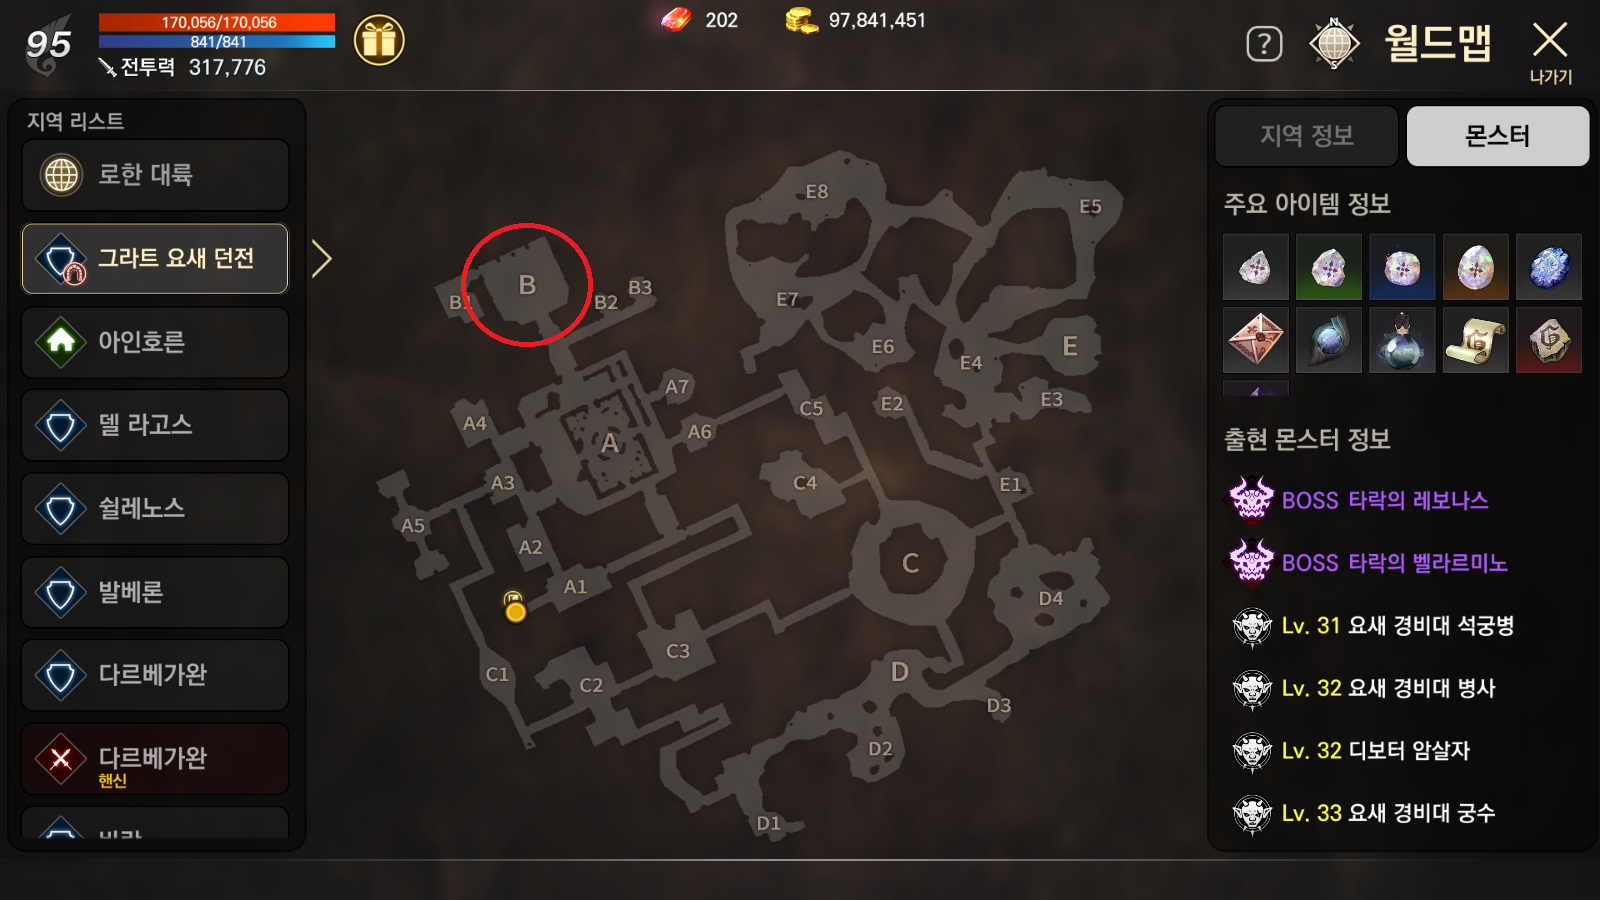 95
170,056/170,056
841/841
전투력 317,776
202
97,841,451
?
N
S
월드맵
나가기
지역 리스트
로한 대륙
그라트 요새 던전
아인호른
델 라고스
쉴레노스
발베론
다르베가완
다르베가완
핸신
E8
E5
B
B1
B2
B3
E7
E6
E4
E
E3
E2
A7
A6
A4
A
C5
A3
C4
E1
A5
A2
C
A1
D4
C3
C1
C2
D
D3
D2
D1
지역 정보
몬스터
주요 아이템 정보
출현 몬스터 정보
BOSS 타락의 레보나스
BOSS 타락의 벨라르미노
Lv. 31 요새 경비대 석궁병
Lv. 32 요새 경비대 병사
Lv. 32 디보터 암살자
Lv. 33 요새 경비대 궁수